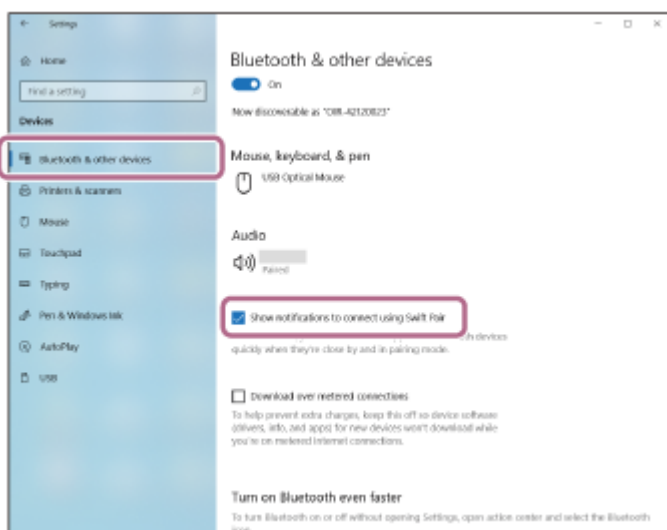 Settings
Home
Find a setting
Devices
Bluetooth & other devices
Printers & scanners
Mouse
Touchpad
Typing
Pen & Windows Ink
AutoPlay
USB
Bluetooth & other devices
On
Now discoverable as
Mouse, keyboard, & pen
USB Optical Mouse
Audio
Paired
Show notifications to connect using Swift Pair
devices
quickly when they're close by and in pairing mode.
Download over metered connections
To help prevent extra charges, keep this off so device software
(drivers, info, and apps) for new devices won't download while
you're on metered Internet connections.
Turn on Bluetooth even faster
To turn Bluetooth on or off without opening Settings, open action center and select the Bluetooth